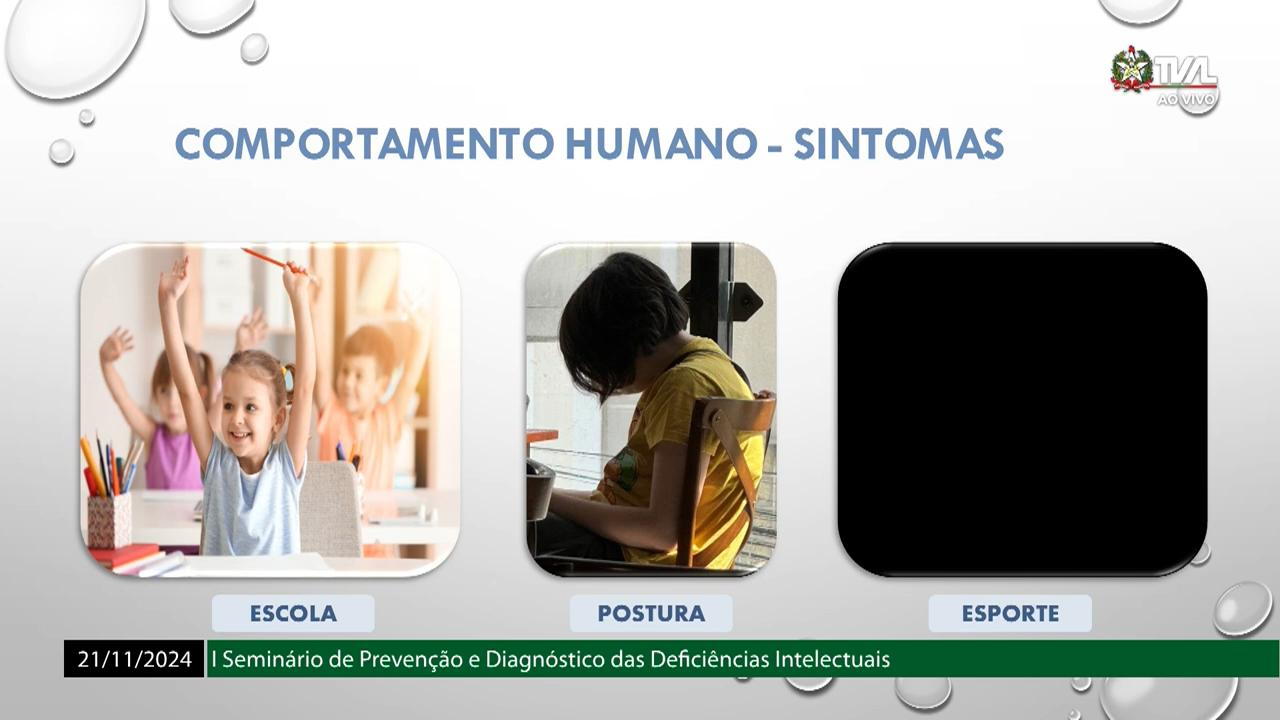 TVAL
AO VIVO
COMPORTAMENTO HUMANO - SINTOMAS
ESCOLA
POSTURA
ESPORTE
21/11/2024
I Seminário de Prevenção e Diagnóstico das Deficiências Intelectuais